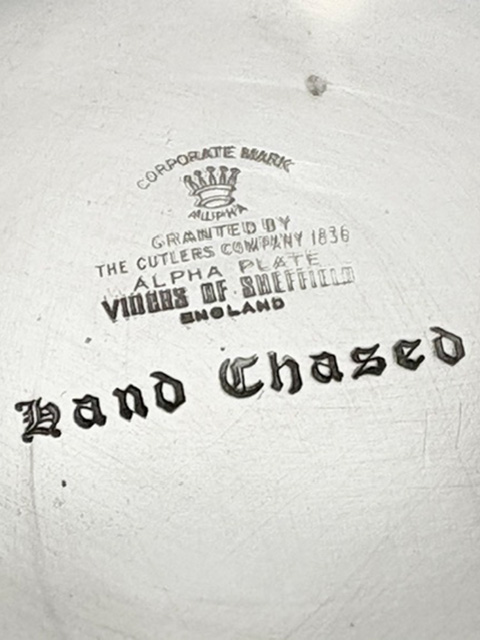 CORPORATE MARK
ALPHA
GRANTED BY
THE CUTLERS COMPANY 1836
ALPHA PLATE
VINERS OF SHEFFIELD
ENGLAND
Hand Chased